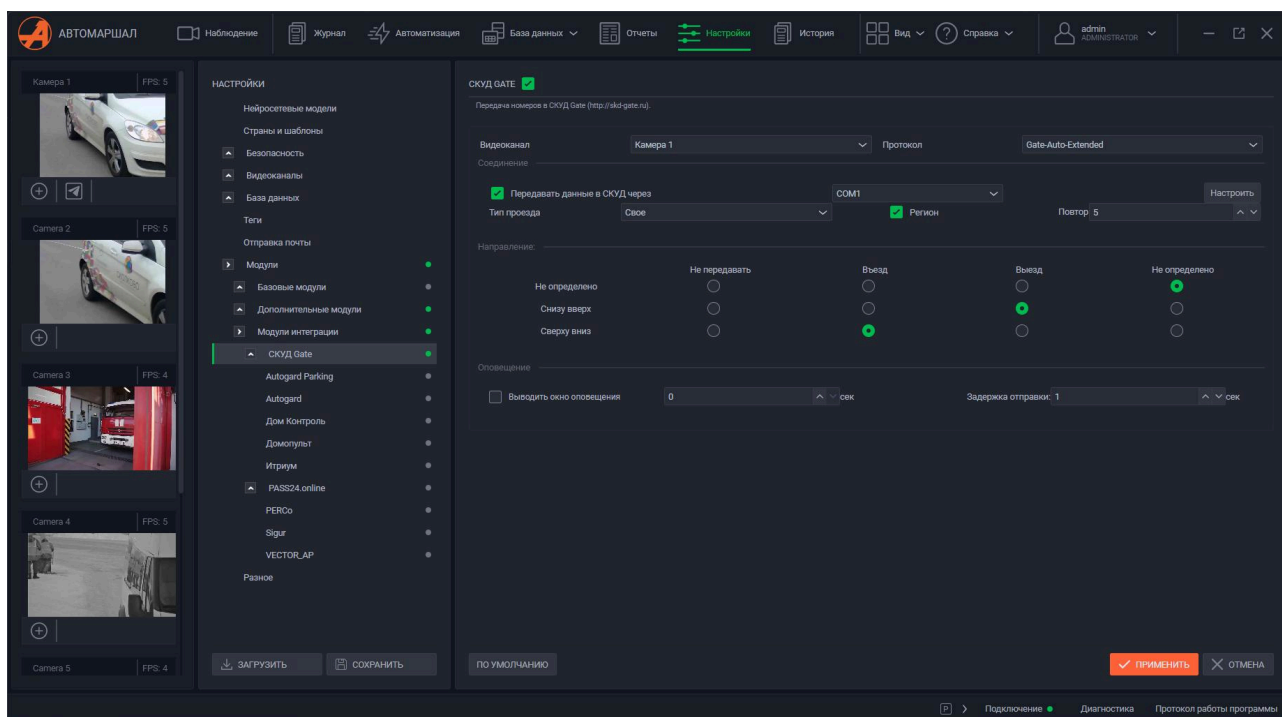 АВТОМАРШАЛ Наблюдение Журнал Автоматизация База данных Отчеты Настройки История Вид Справка admin
ADMINISTRATOR
Камера 1 FPS: 5
Camera 2 FPS: 5
Camera 3 FPS: 4
Camera 4 FPS: 5
Camera 5 FPS: 4
НАСТРОЙКИ
Нейросетевые модели
Страны и шаблоны
Безопасность
Видеоканалы
База данных
Теги
Отправка почты
Модули
Базовые модули
Дополнительные модули
Модули интеграции
СКУД Gate
Autogard Parking
Autogard
Дом Контроль
Домопульт
Итриум
PASS24.online
PERCo
Sigur
VECTOR_AP
Разное
ЗАГРУЗИТЬ СОХРАНИТЬ
СКУД GATE
Передача номеров в СКУД Gate (http://skd-gate.ru).
Видеоканал Камера 1 Протокол Gate-Auto-Extended
Соединение
Передавать данные в СКУД через COM1 Настроить
Тип проезда Свое Регион Повтор 5
Направление:
Не передавать Въезд Выезд Не определено
Не определено
Снизу вверх
Сверху вниз
Оповещение
Выводить окно оповещения 0 сек Задержка отправки: 1 сек
ПО УМОЛЧАНИЮ ПРИМЕНИТЬ ОТМЕНА
P Подключение Диагностика Протокол работы программы